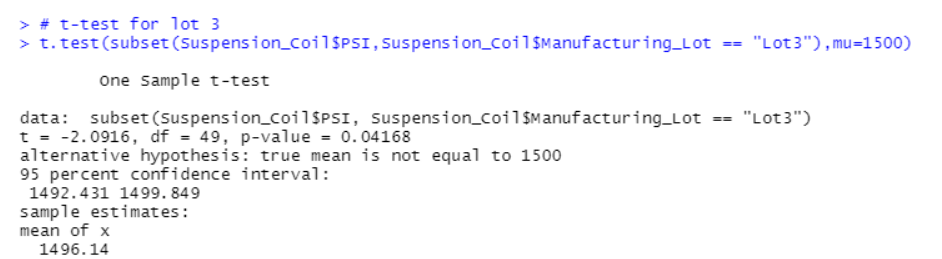 > # t-test for lot 3
> t.test(subset(Suspension_Coil$PSI,Suspension_Coil$Manufacturing_Lot == "Lot3"),mu=1500)
One Sample t-test
data:  subset(Suspension_Coil$PSI, Suspension_Coil$Manufacturing_Lot == "Lot3")
t = -2.0916, df = 49, p-value = 0.04168
alternative hypothesis: true mean is not equal to 1500
95 percent confidence interval:
1492.431 1499.849
sample estimates:
mean of x
1496.14